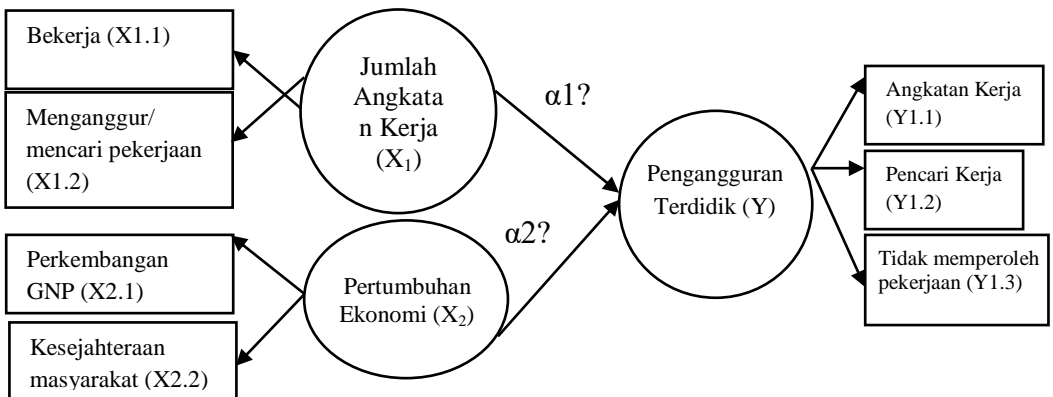 Bekerja (X1.1)
Menganggur/
mencari pekerjaan
(X1.2)
Perkembangan
GNP (X2.1)
Kesejahteraan
masyarakat (X2.2)
Jumlah
Angkata
n Kerja
(X₁)
Pertumbuhan
Ekonomi (X₂)
α1?
α2?
Pengangguran
Terdidik (Y)
Angkatan Kerja
(Y1.1)
Pencari Kerja
(Y1.2)
Tidak memperoleh
pekerjaan (Y1.3)